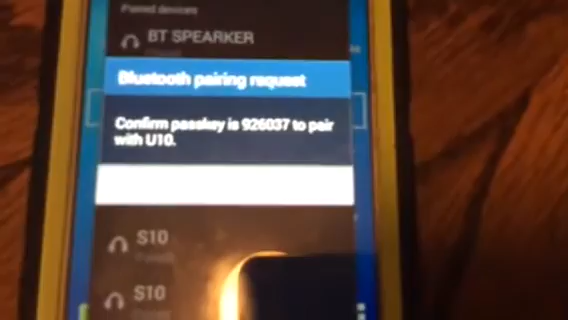 Paired devices
BT SPEARKER
Bluetooth pairing request
Confirm passkey is 926037 to pair
with U10.
S10
S10